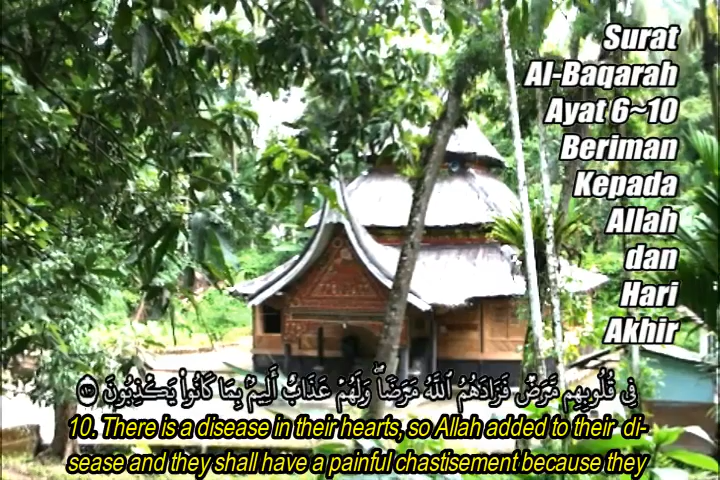 Surat
Al-Baqarah
Ayat 6~10
Beriman
Kepada
Allah
dan
Hari
Akhir
فِي قُلُوبِهِم مَّرَضٌ فَزَادَهُمُ ٱللَّهُ مَرَضًا ۖ وَلَهُمْ عَذَابٌ أَلِيمٌۢ بِمَا كَانُوا۟ يَكْذِبُونَ ﴿١٠﴾
10. There is a disease in their hearts, so Allah added to their di-
sease and they shall have a painful chastisement because they